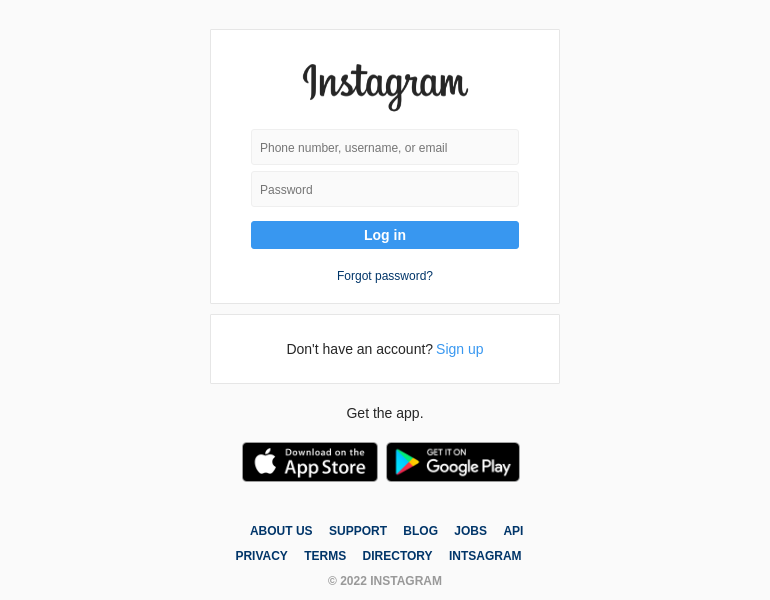 Instagram
Phone number, username, or email
Password
Log in
Forgot password?
Don't have an account? Sign up
Get the app.
Download on the App Store
GET IT ON Google Play
ABOUT US SUPPORT BLOG JOBS API
PRIVACY TERMS DIRECTORY INTSAGRAM
© 2022 INSTAGRAM